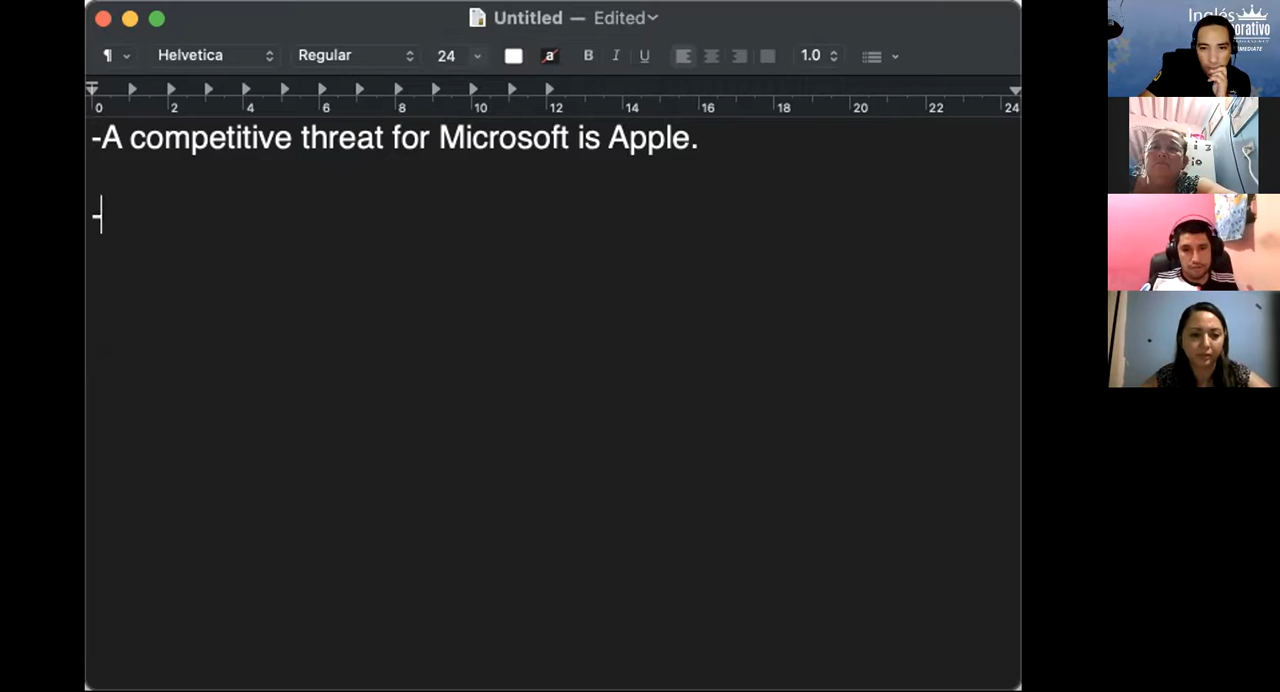 Untitled — Edited
¶ Helvetica Regular 24 a B I U 1.0
0 2 4 6 8 10 12 14 16 18 20 22 24
-A competitive threat for Microsoft is Apple.
-
Inglés